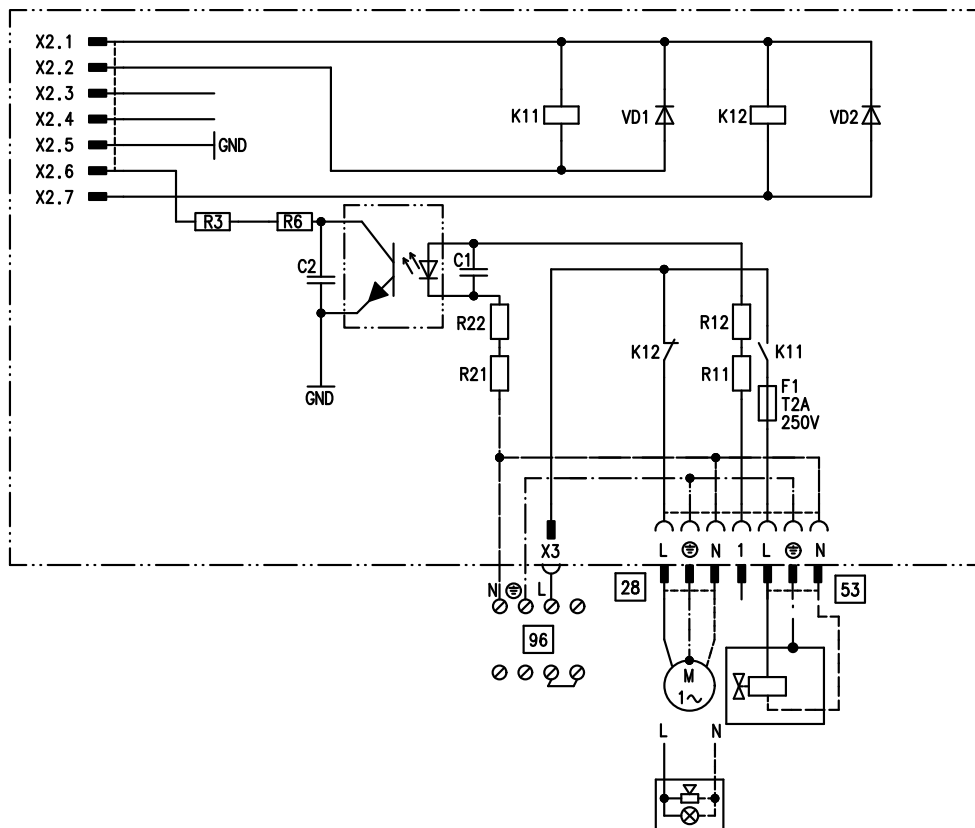 X2.1
X2.2
X2.3
X2.4
X2.5
X2.6
X2.7
K11
VD1
K12
VD2
GND
R3
R6
C2
C1
R22
R21
GND
R12
R11
K12
K11
F1
T2A
250V
X3
L
N
1
L
N
N
L
28
53
96
M
1~
L
N